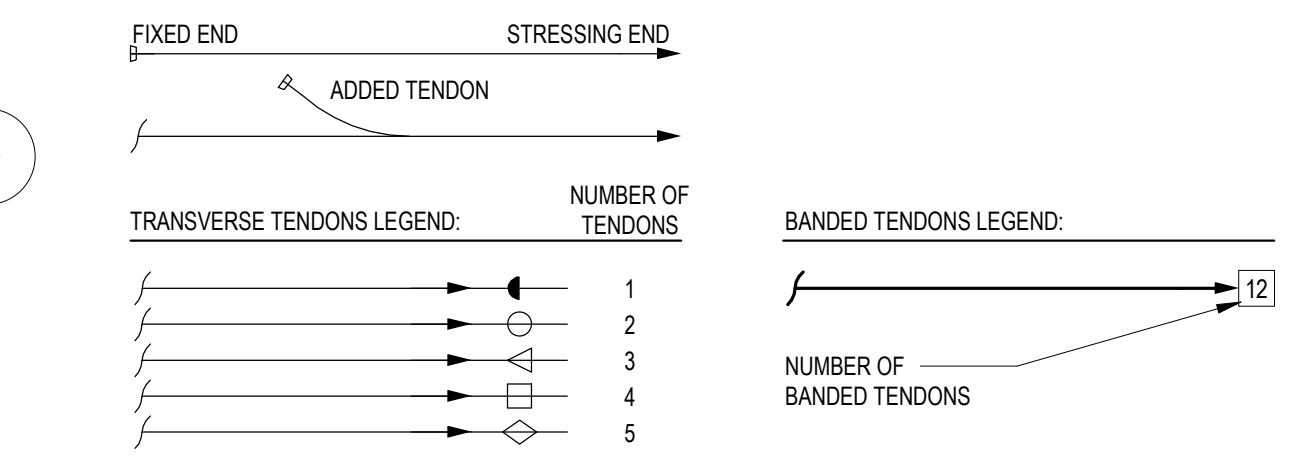 FIXED END
STRESSING END
ADDED TENDON
TRANSVERSE TENDONS LEGEND:
NUMBER OF
TENDONS
1
2
3
4
5
BANDED TENDONS LEGEND:
12
NUMBER OF
BANDED TENDONS